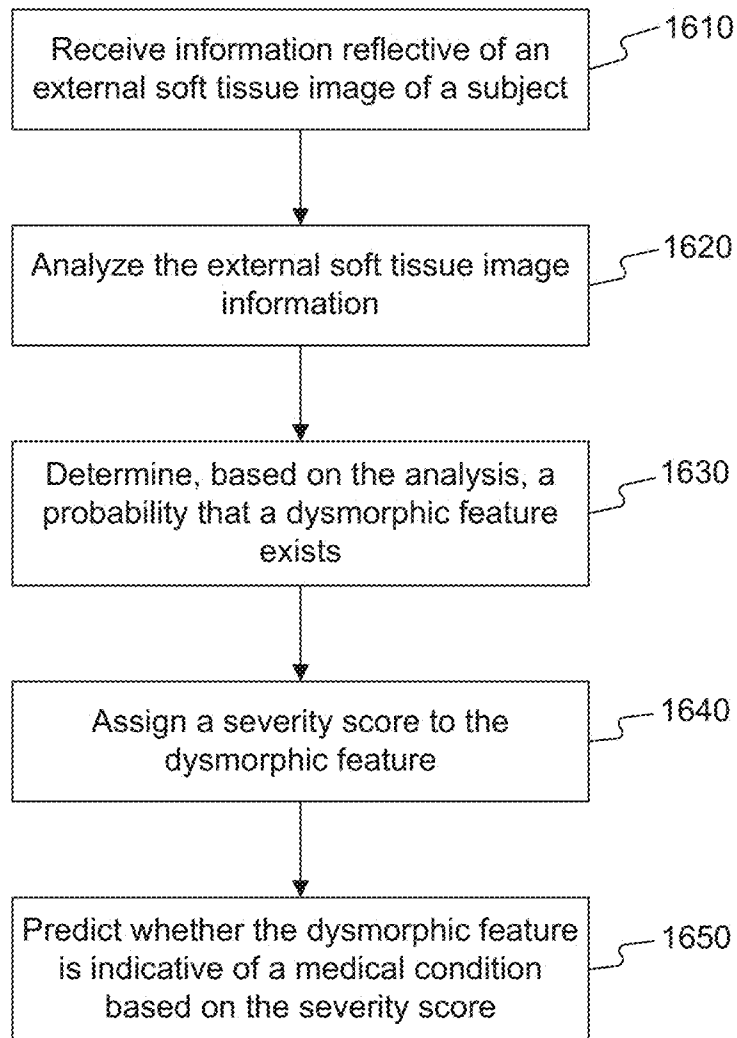 Receive information reflective of an
external soft tissue image of a subject
1610
Analyze the external soft tissue image
information
1620
Determine, based on the analysis, a
probability that a dysmorphic feature
exists
1630
Assign a severity score to the
dysmorphic feature
1640
Predict whether the dysmorphic feature
is indicative of a medical condition
based on the severity score
1650